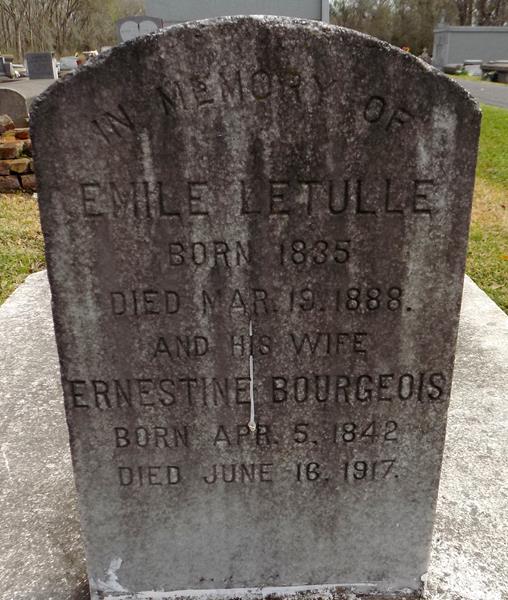 IN MEMORY OF
EMILE LETULLE
BORN 1835
DIED MAR. 19. 1888.
AND HIS WIFE
ERNESTINE BOURGEOIS
BORN APR. 5. 1842
DIED JUNE 16. 1917.